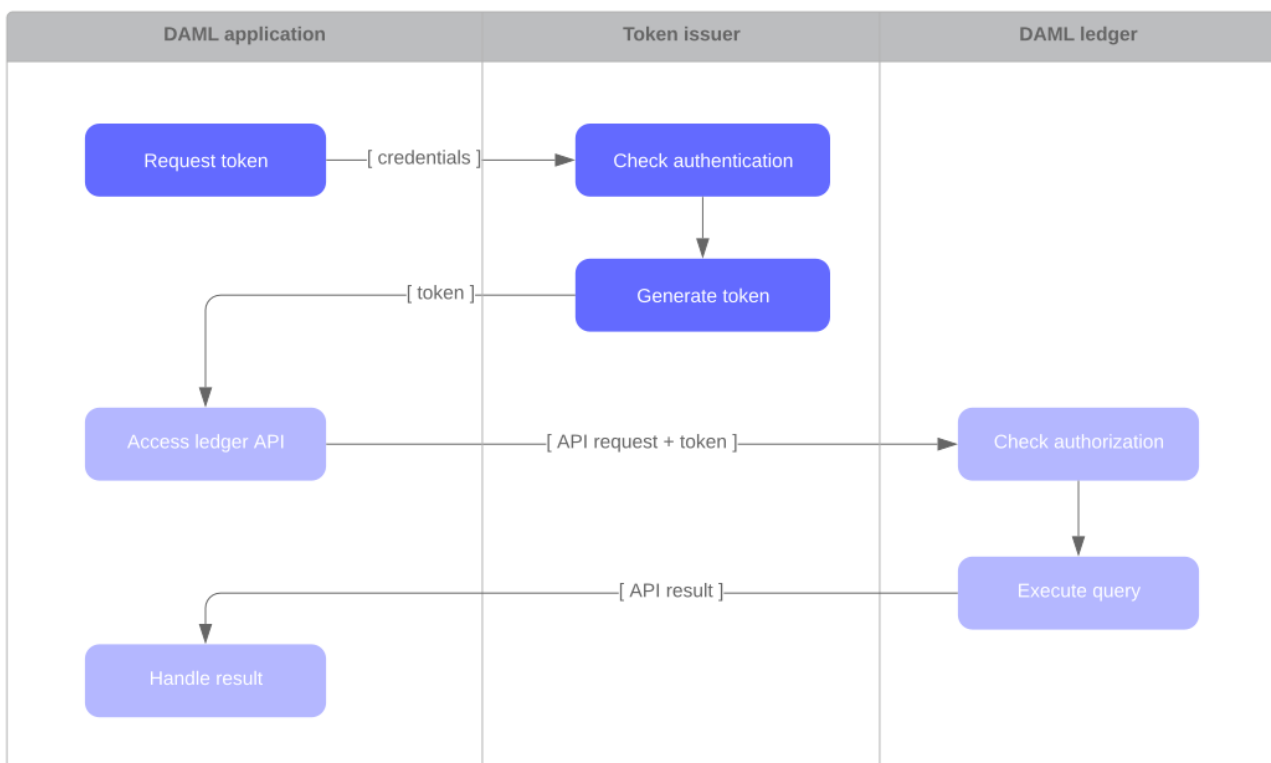 DAML application
Token issuer
DAML ledger
Request token
[ credentials ]
Check authentication
[ token ]
Generate token
Access ledger API
[ API request + token ]
Check authorization
[ API result ]
Execute query
Handle result